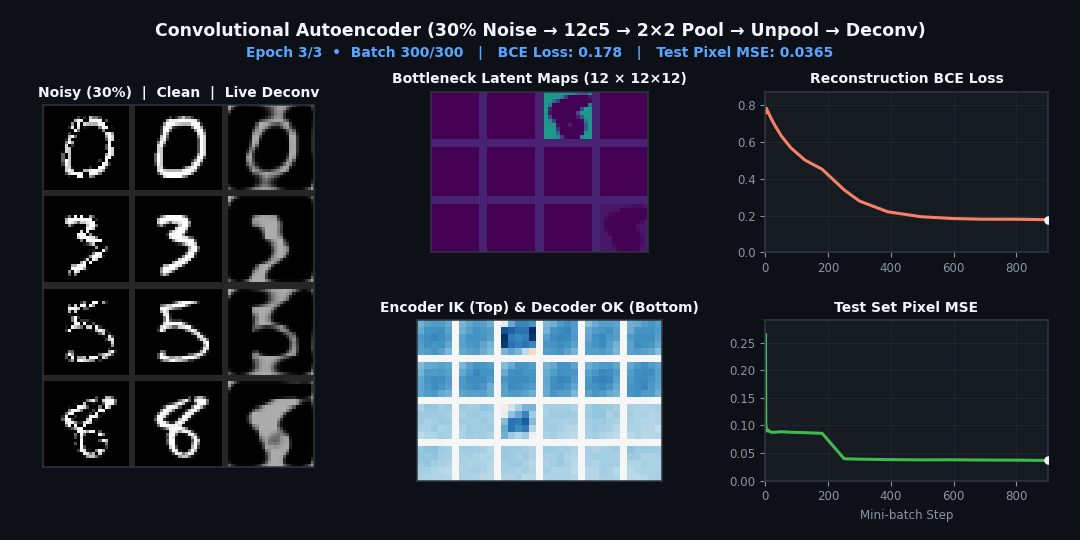 Convolutional Autoencoder (30% Noise → 12c5 → 2×2 Pool → Unpool → Deconv)
Epoch 3/3 • Batch 300/300 | BCE Loss: 0.178 | Test Pixel MSE: 0.0365
Noisy (30%) | Clean | Live Deconv
0
3
5
8
Bottleneck Latent Maps (12 × 12×12)
Encoder IK (Top) & Decoder OK (Bottom)
Reconstruction BCE Loss
0.8
0.6
0.4
0.2
0.0
0 200 400 600 800
Test Set Pixel MSE
0.25
0.20
0.15
0.10
0.05
0.00
0 200 400 600 800
Mini-batch Step